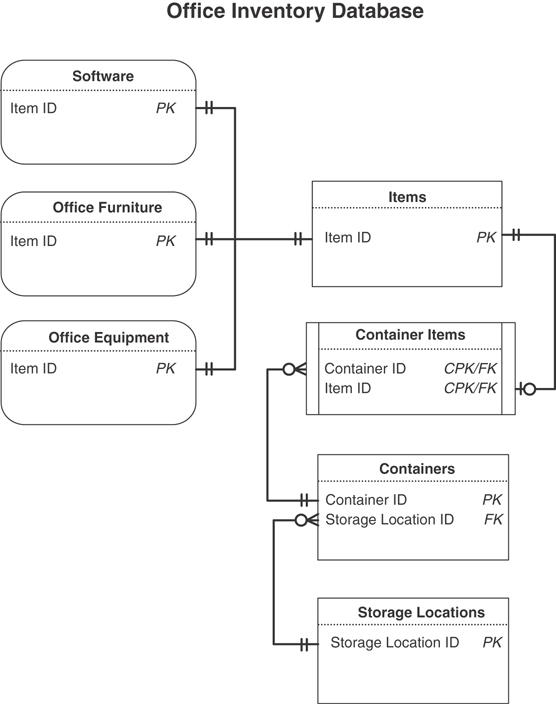 Office Inventory Database
Software
Item ID PK
Office Furniture
Item ID PK
Office Equipment
Item ID PK
Items
Item ID PK
Container Items
Container ID CPK/FK
Item ID CPK/FK
Containers
Container ID PK
Storage Location ID FK
Storage Locations
Storage Location ID PK